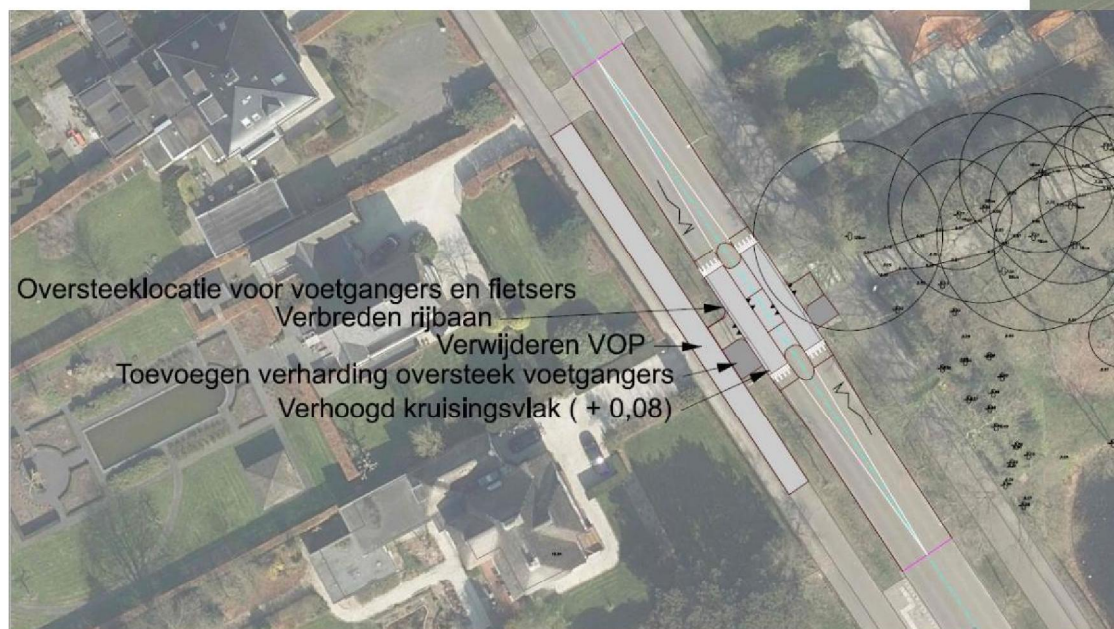 Oversteeklocatie voor voetgangers en fietsers
Verbreden rijbaan
Verwijderen VOP
Toevoegen verharding oversteek voetgangers
Verhoogd kruisingsvlak ( + 0,08)